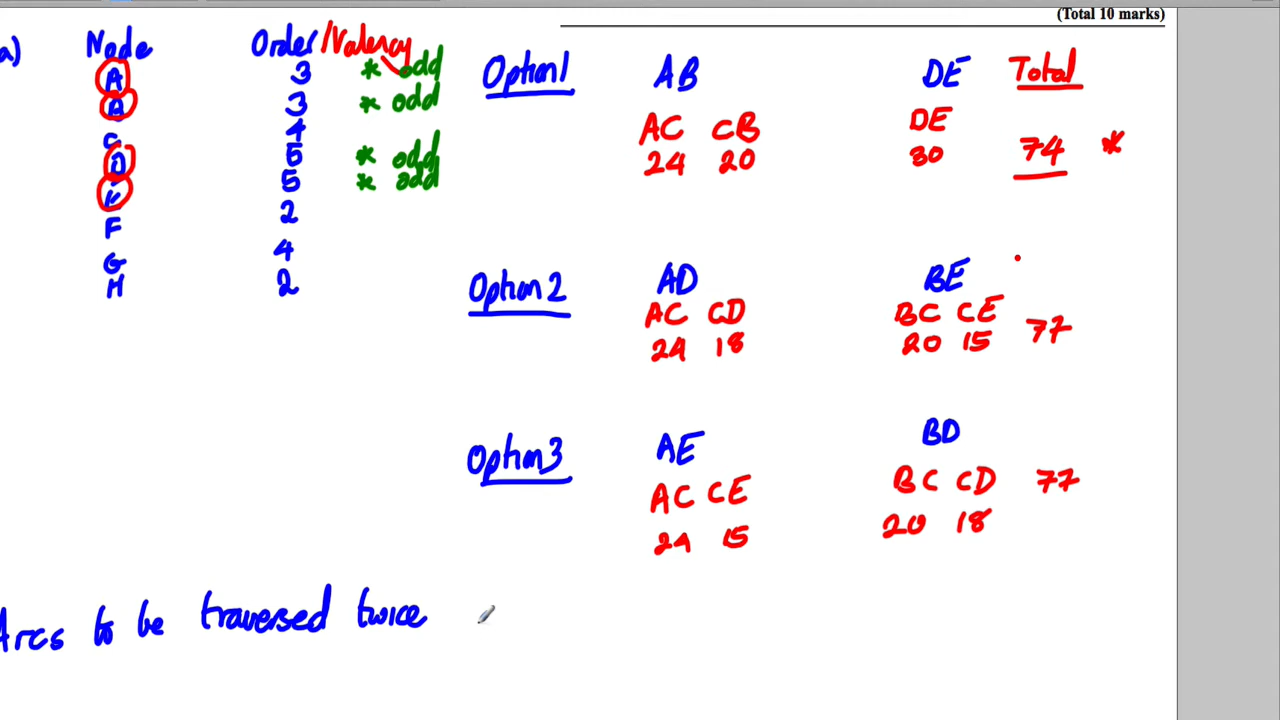 (Total 10 marks)
a) Node Order/Valency
A 3 * odd
B 3 * odd
C 4
D 5 * odd
E 5 * odd
F 2
G 4
H 2
Option1 AB DE Total
AC CB DE
24 20 30 74 *
Option2 AD BE
AC CD BC CE
24 18 20 15 77
Option3 AE BD
AC CE BC CD 77
24 15 20 18
Arcs to be traversed twice